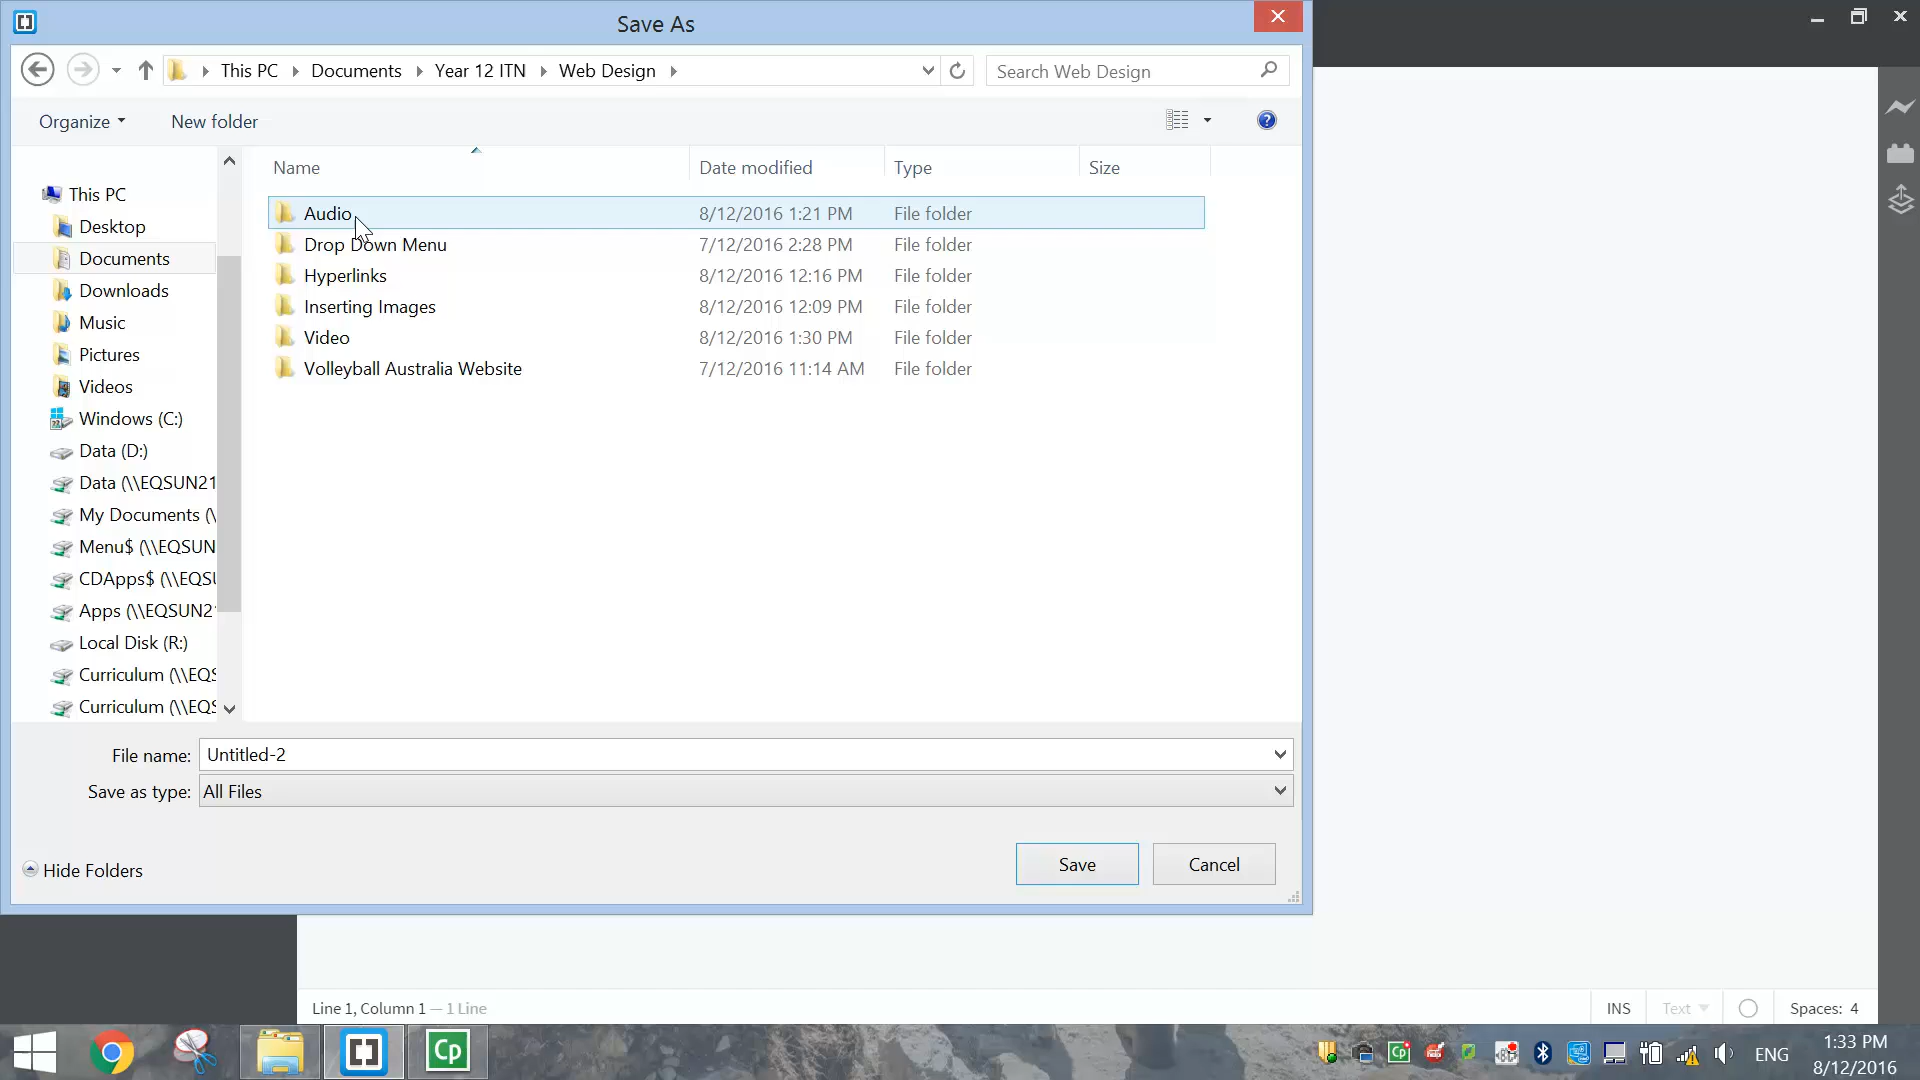 Save As
This PC Documents Year 12 ITN Web Design
Search Web Design
Organize New folder
Name Date modified Type Size
This PC
Desktop
Documents
Downloads
Music
Pictures
Videos
Windows (C:)
Data (D:)
Data (\\EQSUN21
My Documents (\
Menu$ (\\EQSUN
CDApps$ (\\EQSU
Apps (\\EQSUN2
Local Disk (R:)
Curriculum (\\EQS
Curriculum (\\EQS
Audio 8/12/2016 1:21 PM File folder
Drop Down Menu 7/12/2016 2:28 PM File folder
Hyperlinks 8/12/2016 12:16 PM File folder
Inserting Images 8/12/2016 12:09 PM File folder
Video 8/12/2016 1:30 PM File folder
Volleyball Australia Website 7/12/2016 11:14 AM File folder
File name: Untitled-2
Save as type: All Files
Hide Folders
Save Cancel
Line 1, Column 1 — 1 Line
INS Text Spaces: 4
Cp
ENG
1:33 PM
8/12/2016